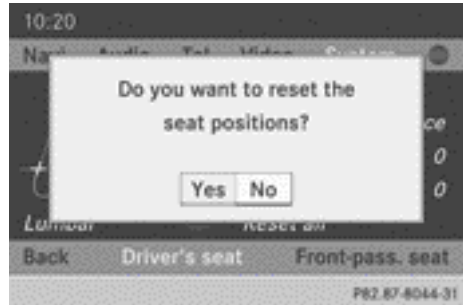 10:20
Navi Audio Tel Video System
Do you want to reset the
seat positions?
ce
0
0
Yes No
Lumbar Reset all
Back Driver's seat Front-pass. seat
P82.87-8044-31